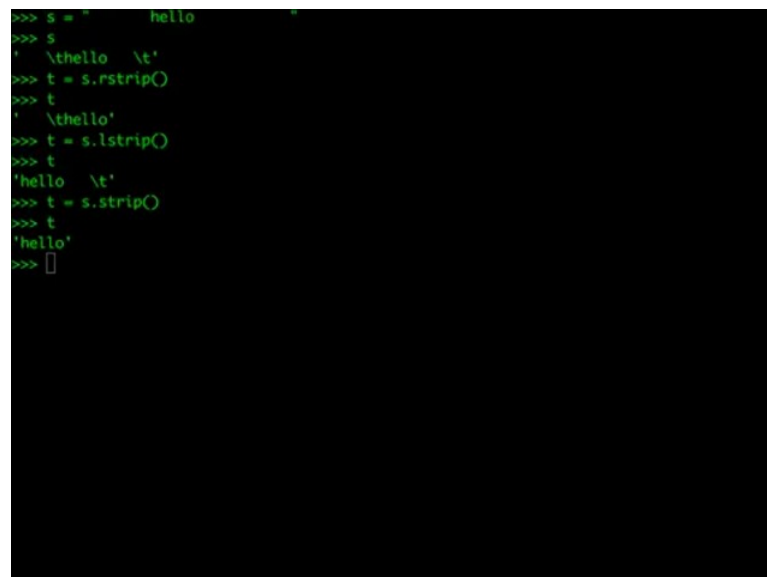 >>> s = "       hello           "
>>> s
'   \thello   \t'
>>> t = s.rstrip()
>>> t
'   \thello'
>>> t = s.lstrip()
>>> t
'hello   \t'
>>> t = s.strip()
>>> t
'hello'
>>>